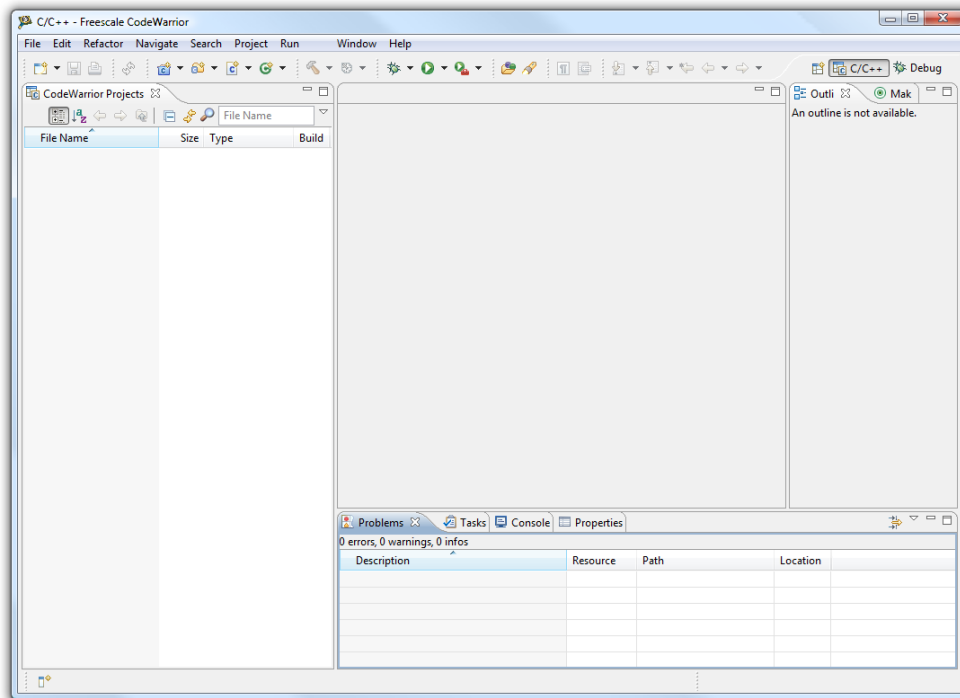 C/C++ - Freescale CodeWarrior
File Edit Refactor Navigate Search Project Run Window Help
C/C++ Debug
CodeWarrior Projects
Outli Mak
File Name
An outline is not available.
File Name Size Type Build
Problems Tasks Console Properties
0 errors, 0 warnings, 0 infos
Description Resource Path Location